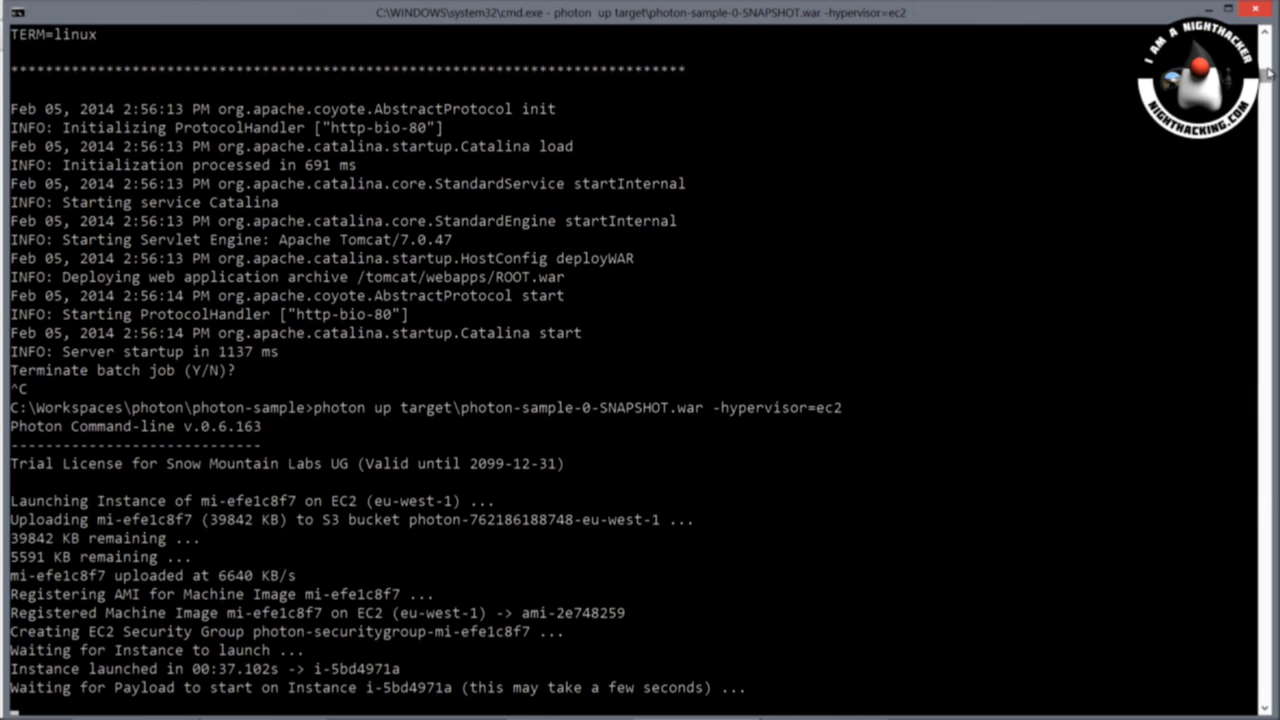 C:\WINDOWS\system32\cmd.exe - photon  up target\photon-sample-0-SNAPSHOT.war -hypervisor=ec2
I AM A NIGHTHACKER
NIGHTHACKING.COM
TERM=linux
******************************************************************************
Feb 05, 2014 2:56:13 PM org.apache.coyote.AbstractProtocol init
INFO: Initializing ProtocolHandler ["http-bio-80"]
Feb 05, 2014 2:56:13 PM org.apache.catalina.startup.Catalina load
INFO: Initialization processed in 691 ms
Feb 05, 2014 2:56:13 PM org.apache.catalina.core.StandardService startInternal
INFO: Starting service Catalina
Feb 05, 2014 2:56:13 PM org.apache.catalina.core.StandardEngine startInternal
INFO: Starting Servlet Engine: Apache Tomcat/7.0.47
Feb 05, 2014 2:56:13 PM org.apache.catalina.startup.HostConfig deployWAR
INFO: Deploying web application archive /tomcat/webapps/ROOT.war
Feb 05, 2014 2:56:14 PM org.apache.coyote.AbstractProtocol start
INFO: Starting ProtocolHandler ["http-bio-80"]
Feb 05, 2014 2:56:14 PM org.apache.catalina.startup.Catalina start
INFO: Server startup in 1137 ms
Terminate batch job (Y/N)?
^C
C:\Workspaces\photon\photon-sample>photon up target\photon-sample-0-SNAPSHOT.war -hypervisor=ec2
Photon Command-line v.0.6.163
-----------------------------
Trial License for Snow Mountain Labs UG (Valid until 2099-12-31)
Launching Instance of mi-efe1c8f7 on EC2 (eu-west-1) ...
Uploading mi-efe1c8f7 (39842 KB) to S3 bucket photon-762186188748-eu-west-1 ...
39842 KB remaining ...
5591 KB remaining ...
mi-efe1c8f7 uploaded at 6640 KB/s
Registering AMI for Machine Image mi-efe1c8f7 ...
Registered Machine Image mi-efe1c8f7 on EC2 (eu-west-1) -> ami-2e748259
Creating EC2 Security Group photon-securitygroup-mi-efe1c8f7 ...
Waiting for Instance to launch ...
Instance launched in 00:37.102s -> i-5bd4971a
Waiting for Payload to start on Instance i-5bd4971a (this may take a few seconds) ...